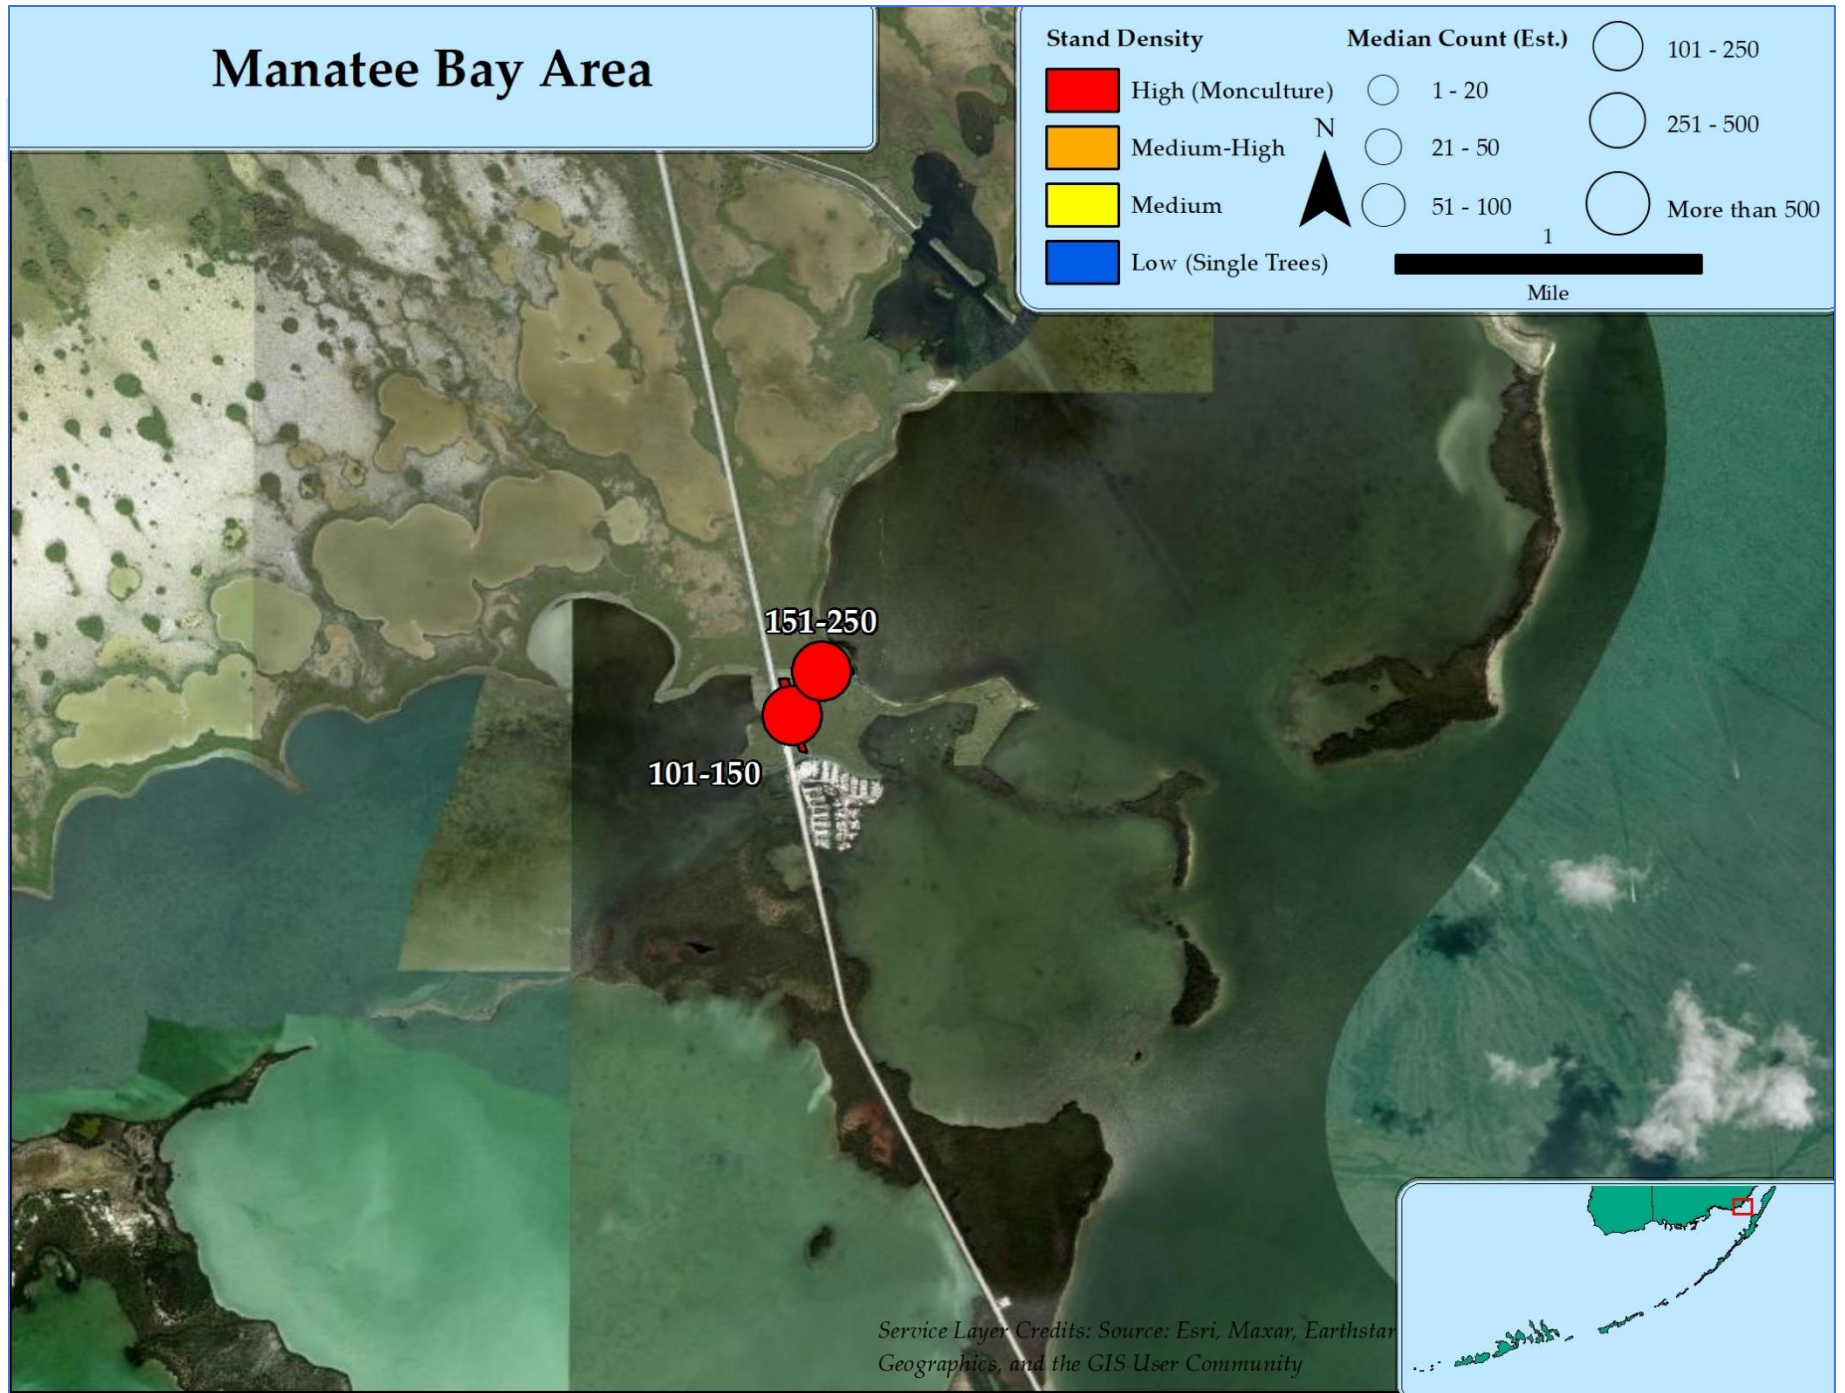 Manatee Bay Area
Stand Density
High (Monculture)
Medium-High
Medium
Low (Single Trees)
Median Count (Est.)
1 - 20
21 - 50
51 - 100
101 - 250
251 - 500
More than 500
N
1
Mile
151-250
101-150
Service Layer Credits: Source: Esri, Maxar, Earthstar
Geographics, and the GIS User Community